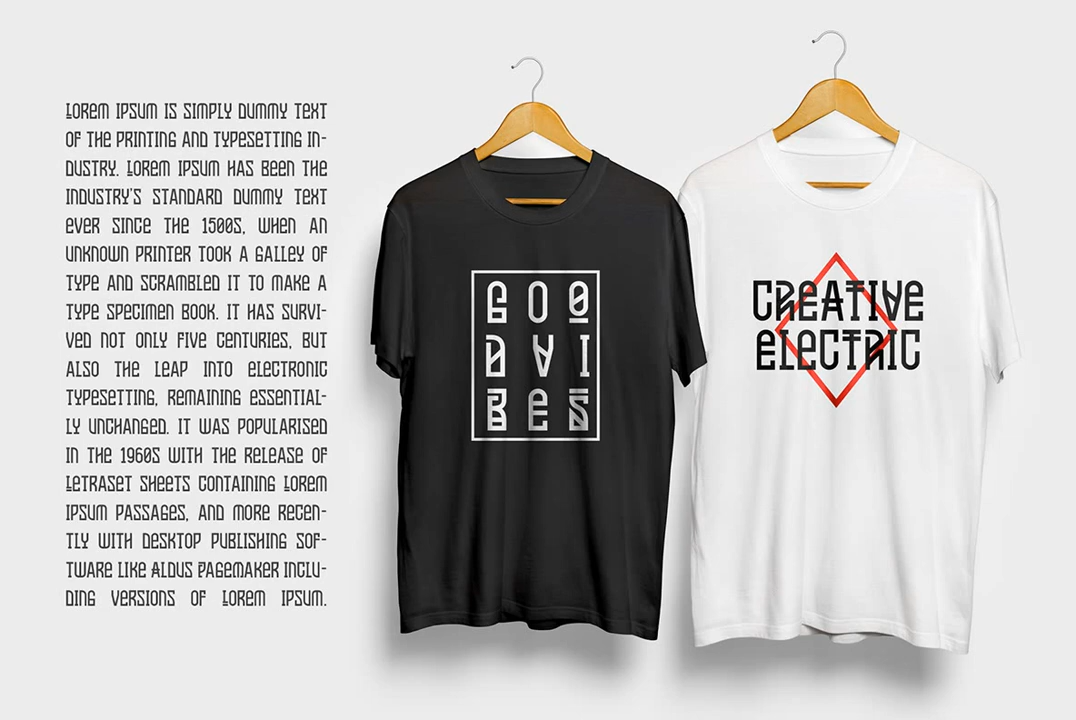 LOREM IPSUM IS SIMPLY DUMMY TEXT
OF THE PRINTING AND TYPESETTING IN-
DUSTRY. LOREM IPSUM HAS BEEN THE
INDUSTRY'S STANDARD DUMMY TEXT
EVER SINCE THE 1500S, WHEN AN
UNKNOWN PRINTER TOOK A GALLEY OF
TYPE AND SCRAMBLED IT TO MAKE A
TYPE SPECIMEN BOOK. IT HAS SURVI-
VED NOT ONLY FIVE CENTURIES, BUT
ALSO THE LEAP INTO ELECTRONIC
TYPESETTING, REMAINING ESSENTIAL-
LY UNCHANGED. IT WAS POPULARISED
IN THE 1960S WITH THE RELEASE OF
LETRASET SHEETS CONTAINING LOREM
IPSUM PASSAGES, AND MORE RECEN-
TLY WITH DESKTOP PUBLISHING SOF-
TWARE LIKE ALDUS PAGEMAKER INCLU-
DING VERSIONS OF LOREM IPSUM.
GOO
DVI
BES
CREATIVE
ELECTRIC